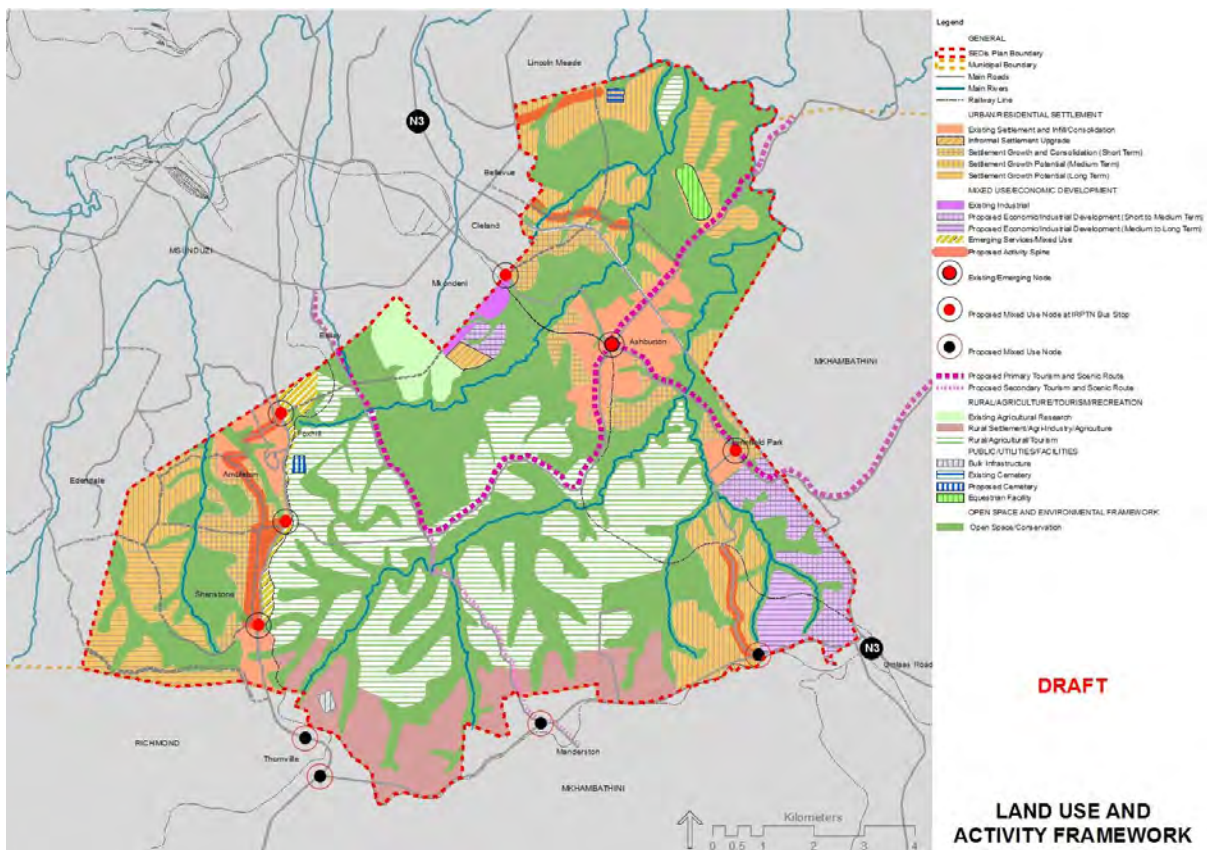 Lincoln Meade
N3
Bellevue
Cleland
MSUNDUZI
Mkondeni
Ashburton
MKHAMBATHINI
Foxhill
Edendale
Ambleton
Shenstone
N3
Umlaas Road
RICHMOND
Thornville
Manderston
MKHAMBATHINI
Kilometers
0 0.5 1 2 3 4
Legend
GENERAL
SEDis Plan Boundary
Municipal Boundary
Main Roads
Main Rivers
Railway Line
URBAN/RESIDENTIAL SETTLEMENT
Existing Settlement and Infill/Consolidation
Informal Settlement Upgrade
Settlement Growth and Consolidation (Short Term)
Settlement Growth Potential (Medium Term)
Settlement Growth Potential (Long Term)
MIXED USE/ECONOMIC DEVELOPMENT
Existing Industrial
Proposed Economic/Industrial Development (Short to Medium Term)
Proposed Economic/Industrial Development (Medium to Long Term)
Emerging Services/Mixed Use
Proposed Activity Spine
Existing/Emerging Node
Proposed Mixed Use Node at IRPTN Bus Stop
Proposed Mixed Use Node
Proposed Primary Tourism and Scenic Route
Proposed Secondary Tourism and Scenic Route
RURAL/AGRICULTURE/TOURISM/RECREATION
Existing Agricultural Research
Rural Settlement/Agri-Industry/Agriculture
Rural/Agricultural/Tourism
PUBLIC/UTILITIES/FACILITIES
Bulk Infrastructure
Existing Cemetery
Proposed Cemetery
Equestrian Facility
OPEN SPACE AND ENVIRONMENTAL FRAMEWORK
Open Space/Conservation
DRAFT
LAND USE AND
ACTIVITY FRAMEWORK